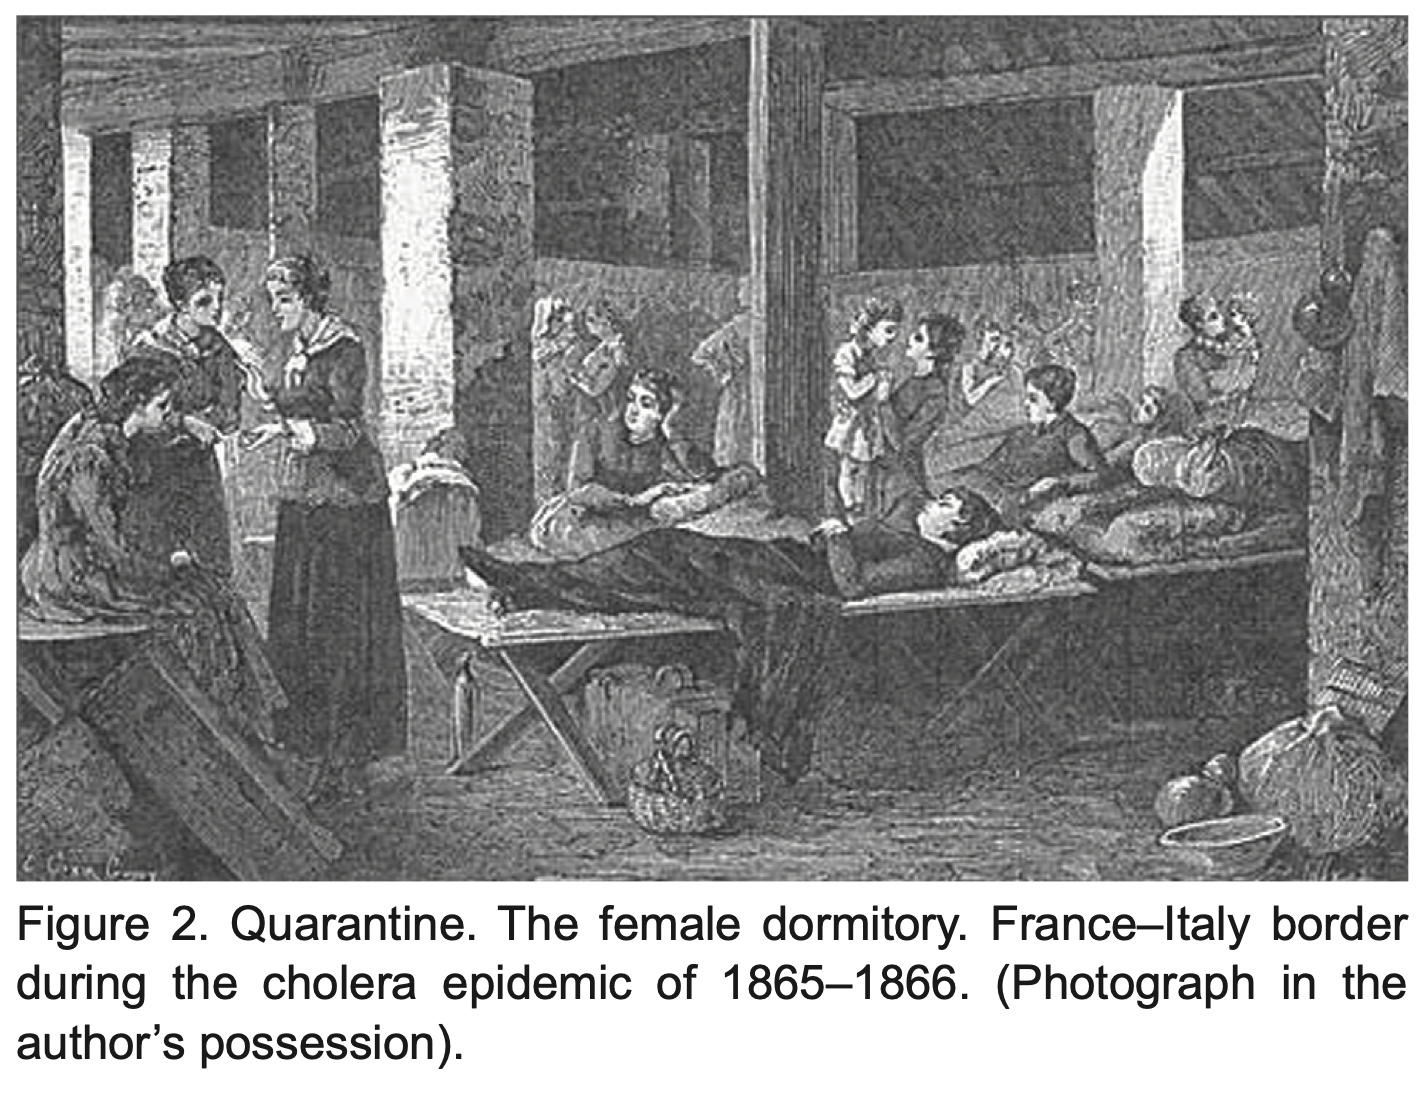 Figure 2. Quarantine. The female dormitory. France–Italy border
during the cholera epidemic of 1865–1866. (Photograph in the
author’s possession).